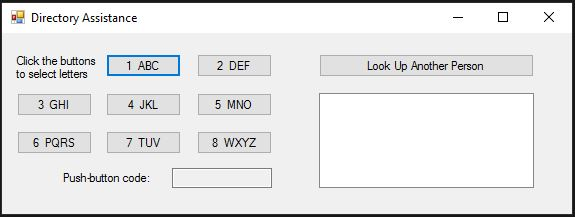 Directory Assistance
Click the buttons
to select letters
1 ABC
2 DEF
Look Up Another Person
3 GHI
4 JKL
5 MNO
6 PQRS
7 TUV
8 WXYZ
Push-button code: